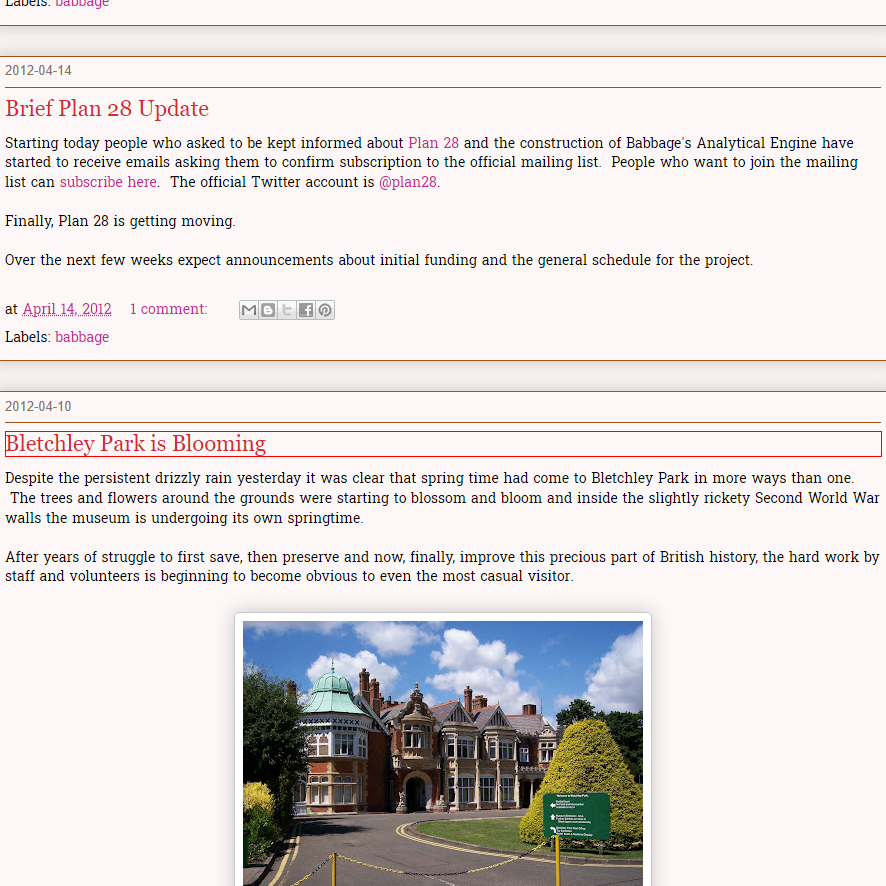 Labels: babbage
2012-04-14
Brief Plan 28 Update
Starting today people who asked to be kept informed about Plan 28 and the construction of Babbage's Analytical Engine have
started to receive emails asking them to confirm subscription to the official mailing list.  People who want to join the mailing
list can subscribe here.  The official Twitter account is @plan28.
Finally, Plan 28 is getting moving.
Over the next few weeks expect announcements about initial funding and the general schedule for the project.
at April 14, 2012 1 comment:
Labels: babbage
2012-04-10
Bletchley Park is Blooming
Despite the persistent drizzly rain yesterday it was clear that spring time had come to Bletchley Park in more ways than one.
The trees and flowers around the grounds were starting to blossom and bloom and inside the slightly rickety Second World War
walls the museum is undergoing its own springtime.
After years of struggle to first save, then preserve and now, finally, improve this precious part of British history, the hard work by
staff and volunteers is beginning to become obvious to even the most casual visitor.